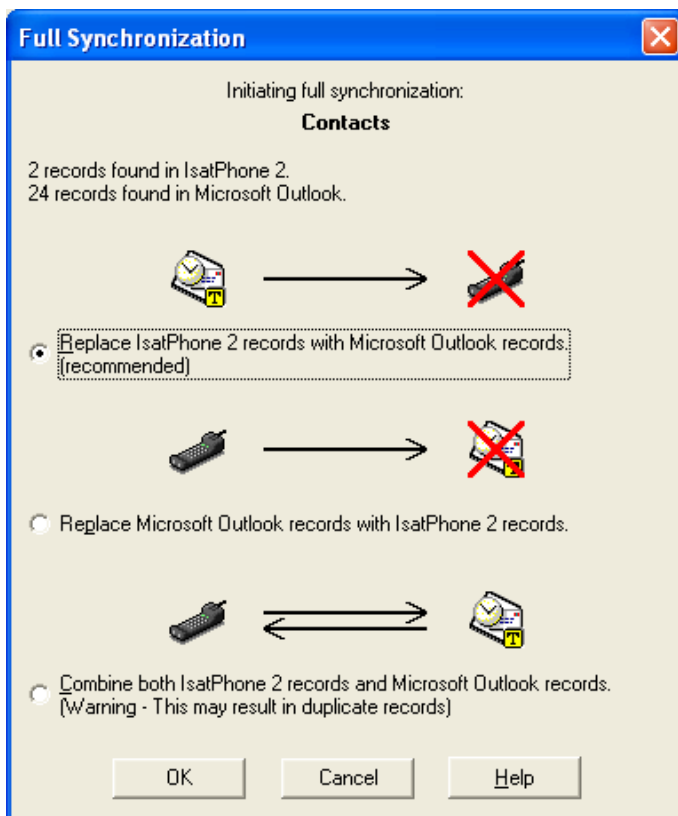 Full Synchronization
Initiating full synchronization:
Contacts
2 records found in IsatPhone 2.
24 records found in Microsoft Outlook.
T
Replace IsatPhone 2 records with Microsoft Outlook records.
(recommended)
T
Replace Microsoft Outlook records with IsatPhone 2 records.
T
Combine both IsatPhone 2 records and Microsoft Outlook records.
(Warning - This may result in duplicate records)
OK Cancel Help